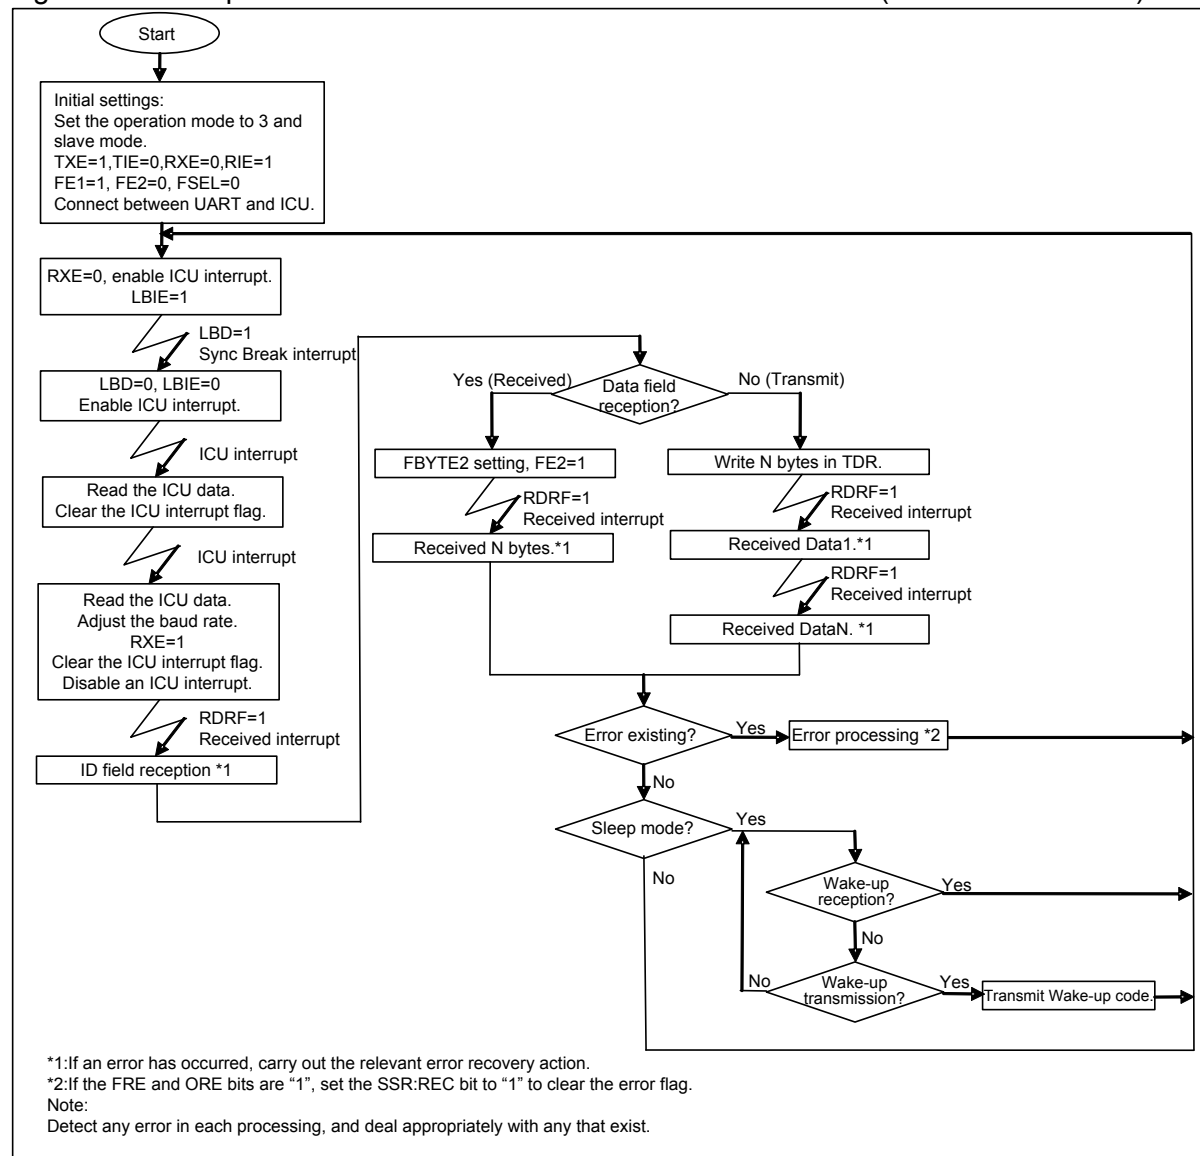 Start
Initial settings:
Set the operation mode to 3 and
slave mode.
TXE=1,TIE=0,RXE=0,RIE=1
FE1=1, FE2=0, FSEL=0
Connect between UART and ICU.
RXE=0, enable ICU interrupt.
LBIE=1
LBD=1
Sync Break interrupt
LBD=0, LBIE=0
Enable ICU interrupt.
ICU interrupt
Read the ICU data.
Clear the ICU interrupt flag.
ICU interrupt
Read the ICU data.
Adjust the baud rate.
RXE=1
Clear the ICU interrupt flag.
Disable an ICU interrupt.
RDRF=1
Received interrupt
ID field reception *1
Data field
reception?
Yes (Received)
No (Transmit)
FBYTE2 setting, FE2=1
RDRF=1
Received interrupt
Received N bytes.*1
Write N bytes in TDR.
RDRF=1
Received interrupt
Received Data1.*1
RDRF=1
Received interrupt
Received DataN. *1
Error existing?
Yes
Error processing *2
No
Sleep mode?
Yes
No
Wake-up
reception?
Yes
No
Wake-up
transmission?
No
Yes
Transmit Wake-up code.
*1:If an error has occurred, carry out the relevant error recovery action.
*2:If the FRE and ORE bits are “1”, set the SSR:REC bit to “1” to clear the error flag.
Note:
Detect any error in each processing, and deal appropriately with any that exist.